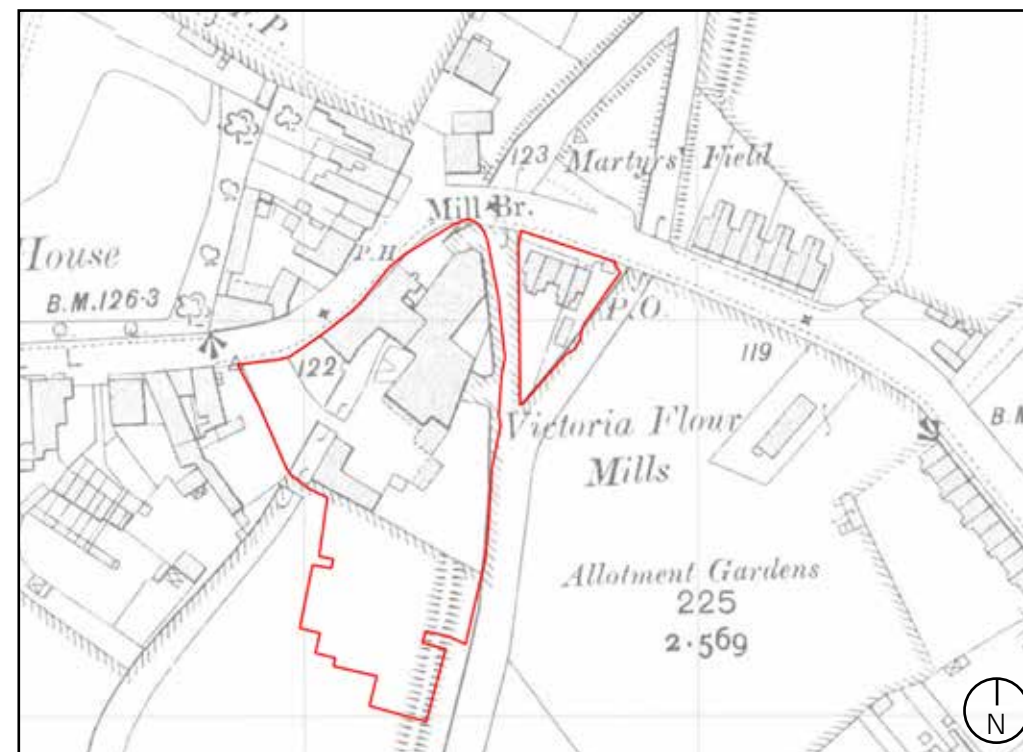 F.P.
123
Martyrs' Field
Mill Br.
P.H.
House
B.M.126·3
P.O.
122
119
Victoria Flour
Mills
B.M
Allotment Gardens
225
2·569
L
N